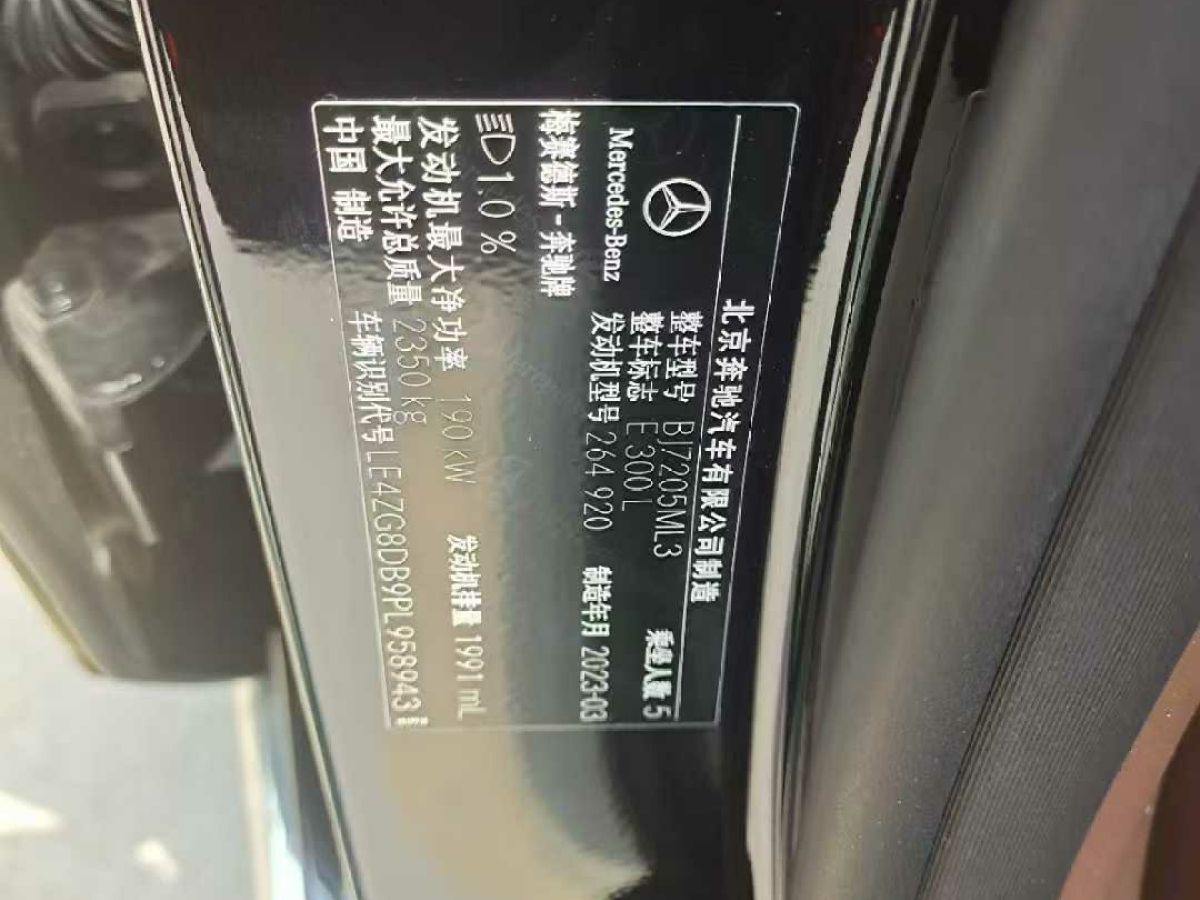 北京奔驰汽车有限公司制造
整车型号 BJ7205ML3 乘坐人数 5
整车标志 E 300 L
Mercedes-Benz 发动机型号 264 920 制造年月 2023-03
梅赛德斯-奔驰牌
1.0 %
发动机最大净功率 190 kW 发动机排量 1991 mL
最大允许总质量 2350 kg
中国 制造 车辆识别代号 LE4ZG8DB9PL958943